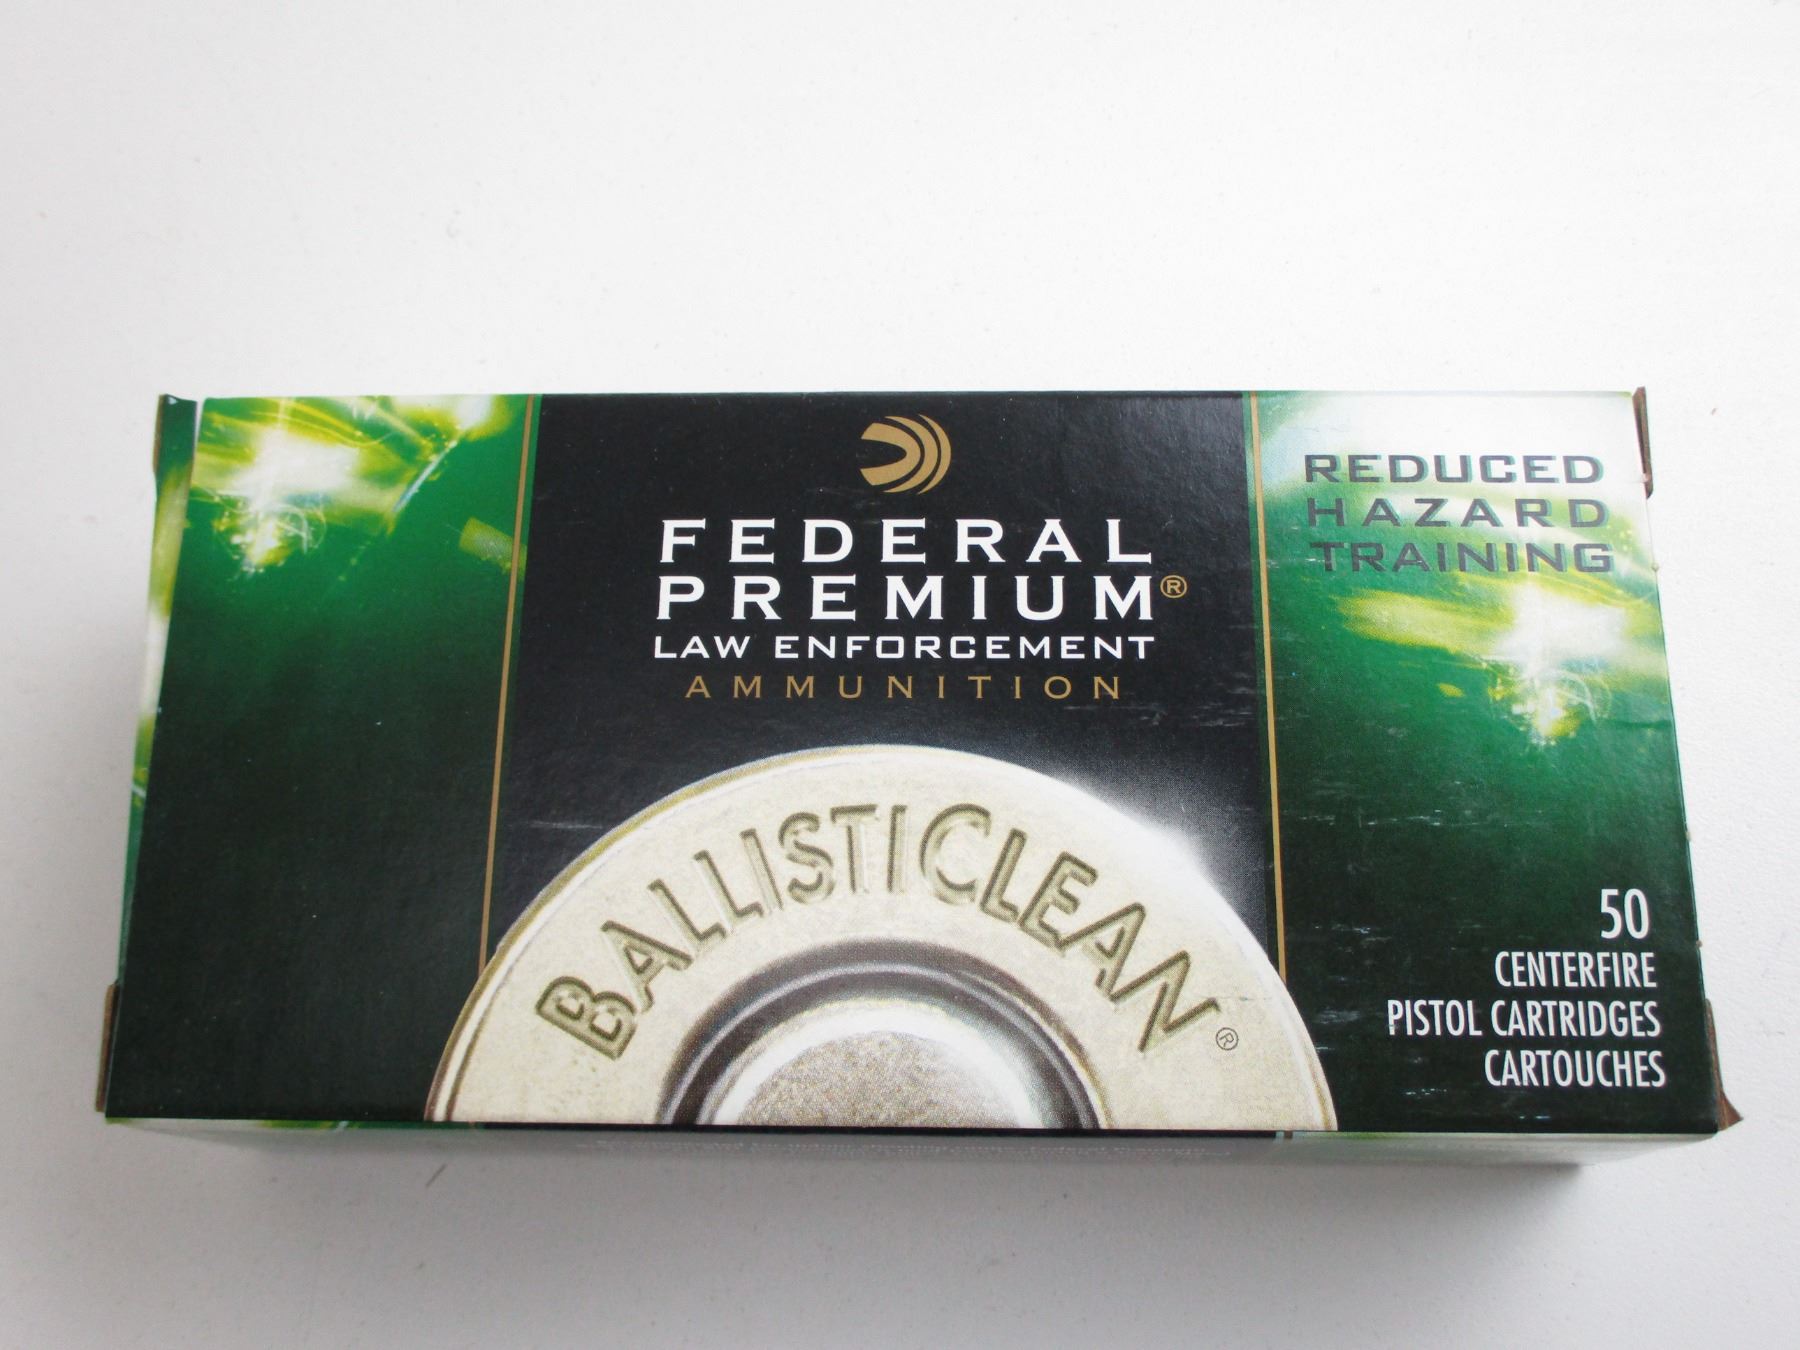 FEDERAL
PREMIUM®
LAW ENFORCEMENT
AMMUNITION
BALLISTICLEAN®
REDUCED
HAZARD
TRAINING
50
CENTERFIRE
PISTOL CARTRIDGES
CARTOUCHES